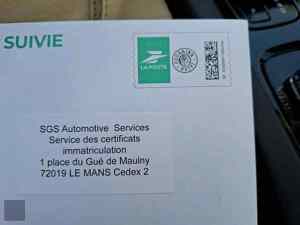 SUIVIE
LA POSTE
SGS Automotive Services
Service des certificats
immatriculation
1 place du Gué de Maulny
72019 LE MANS Cedex 2